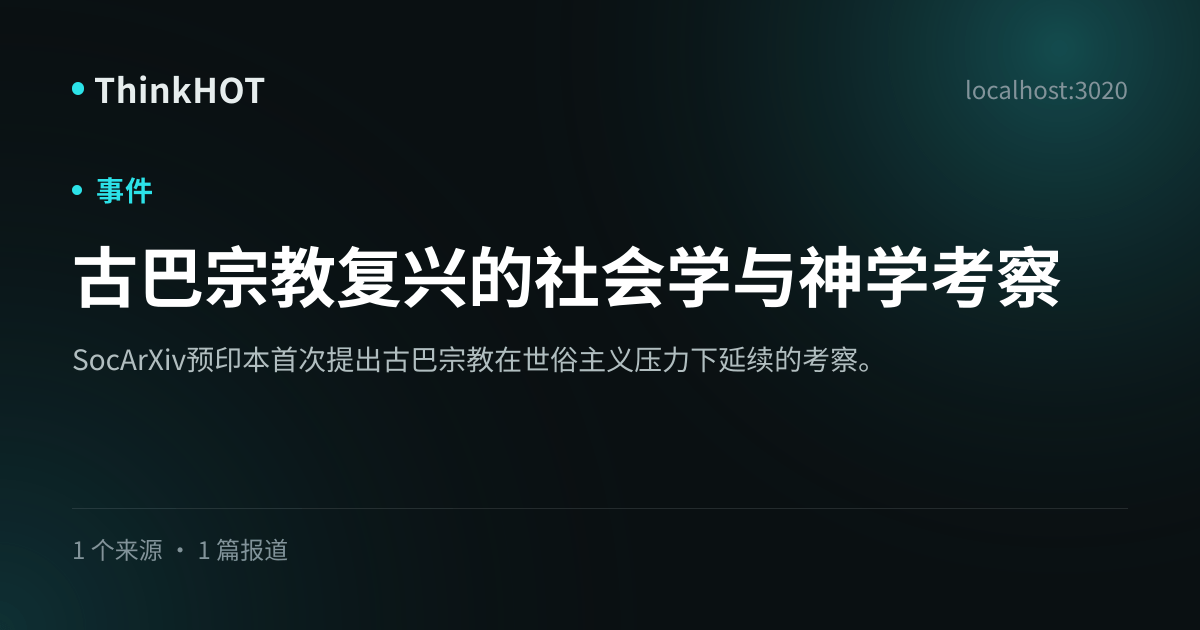 ThinkHOT
localhost:3020
事件
古巴宗教复兴的社会学与神学考察
SocArXiv预印本首次提出古巴宗教在世俗主义压力下延续的考察。
1 个来源 · 1 篇报道